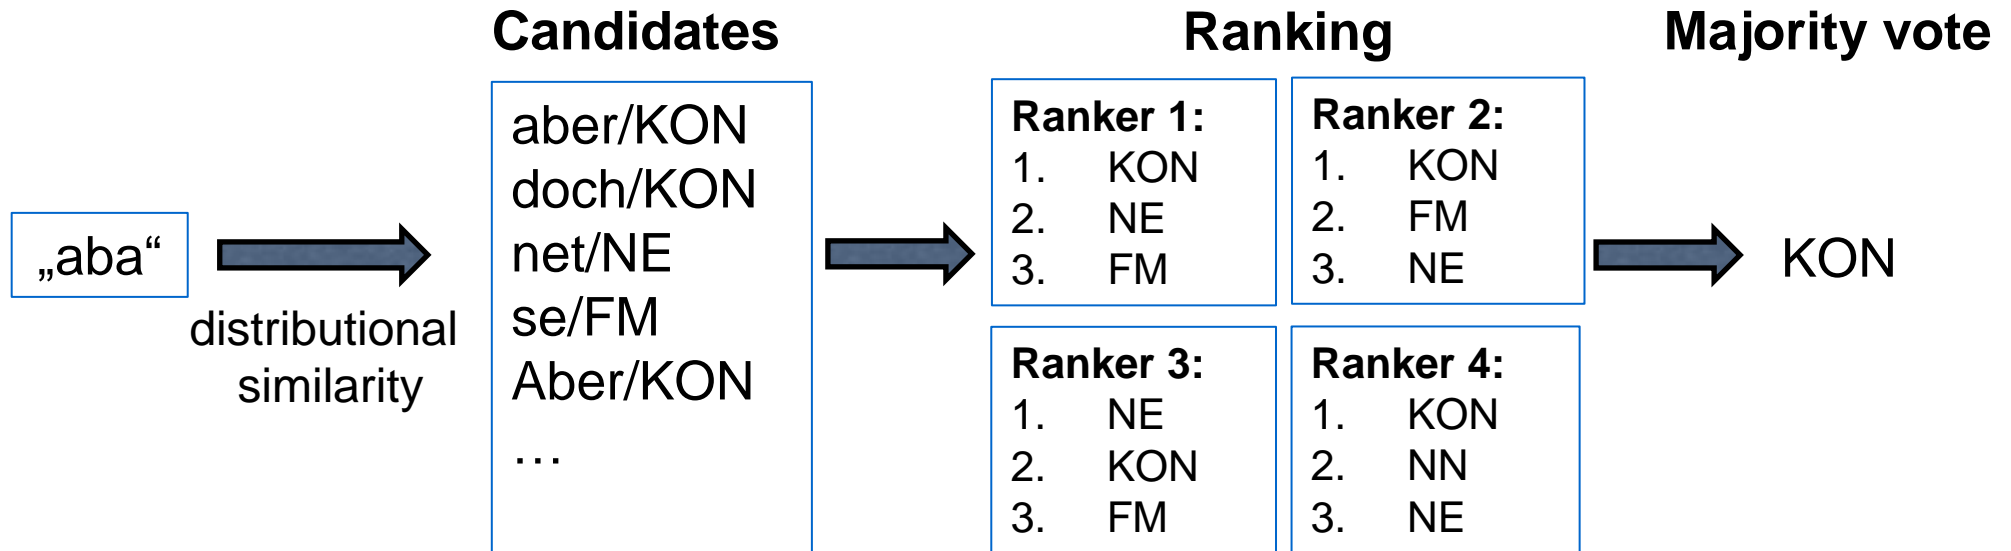 Candidates
Ranking
Majority vote
„aba“
distributional
similarity
aber/KON
doch/KON
net/NE
se/FM
Aber/KON
…
Ranker 1:
1. KON
2. NE
3. FM
Ranker 2:
1. KON
2. FM
3. NE
Ranker 3:
1. NE
2. KON
3. FM
Ranker 4:
1. KON
2. NN
3. NE
KON